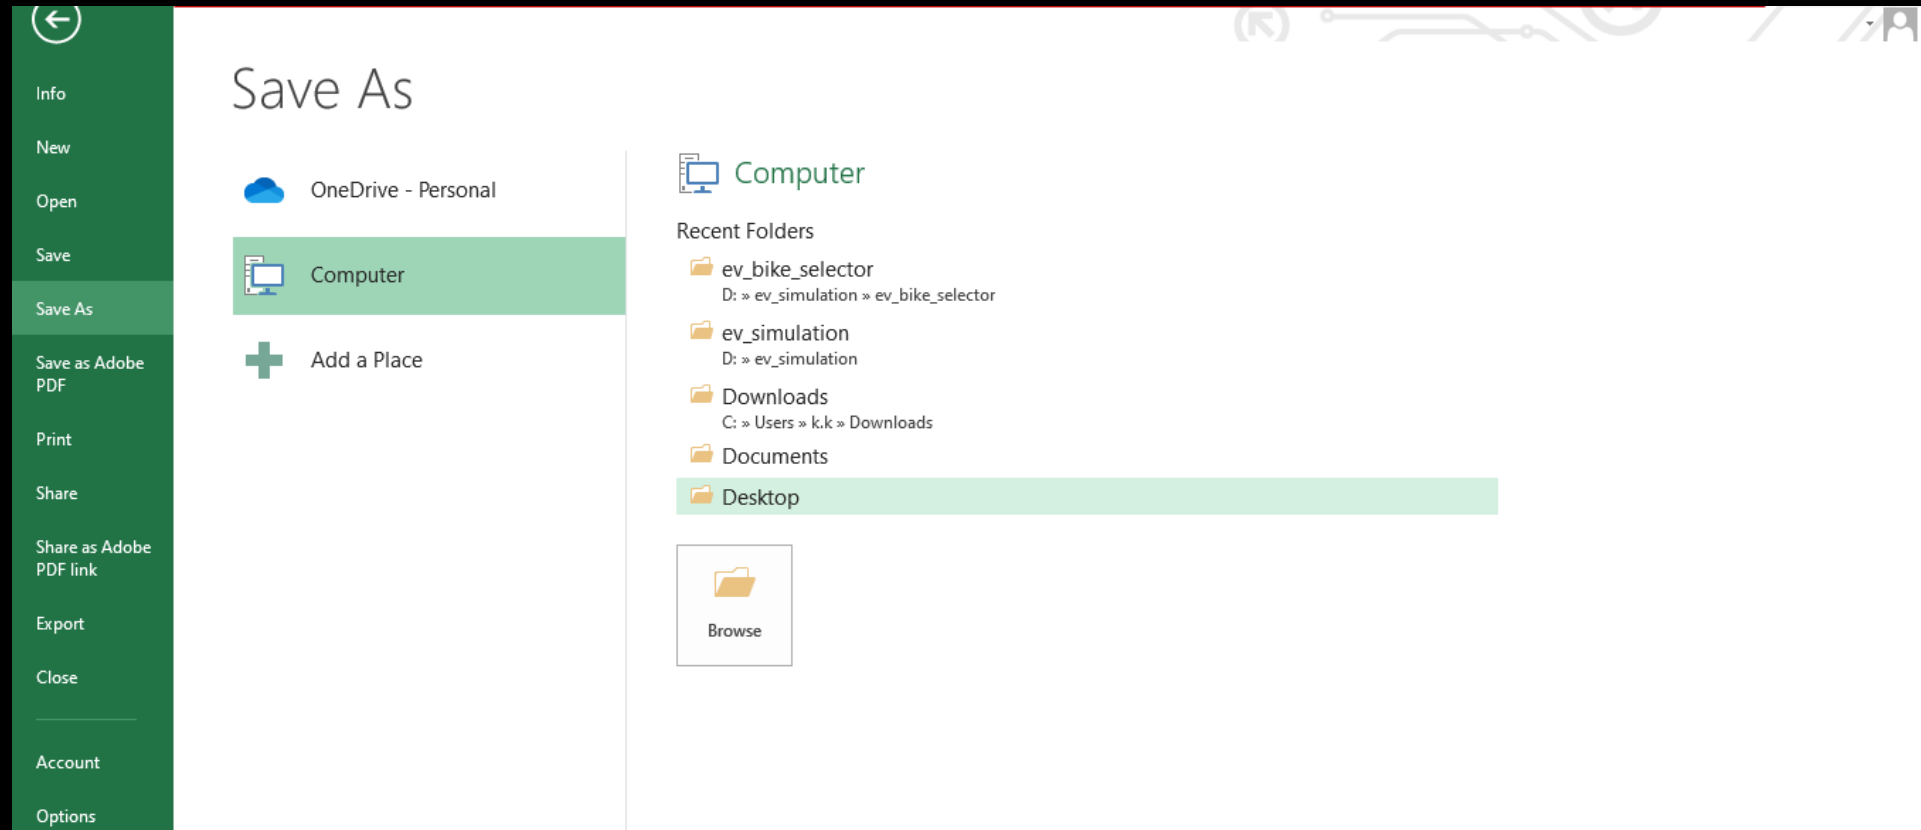 Save As
Info
New
Open
Save
Save As
Save as Adobe
PDF
Print
Share
Share as Adobe
PDF link
Export
Close
Account
Options
OneDrive - Personal
Computer
Add a Place
Computer
Recent Folders
ev_bike_selector
D: » ev_simulation » ev_bike_selector
ev_simulation
D: » ev_simulation
Downloads
C: » Users » k.k » Downloads
Documents
Desktop
Browse